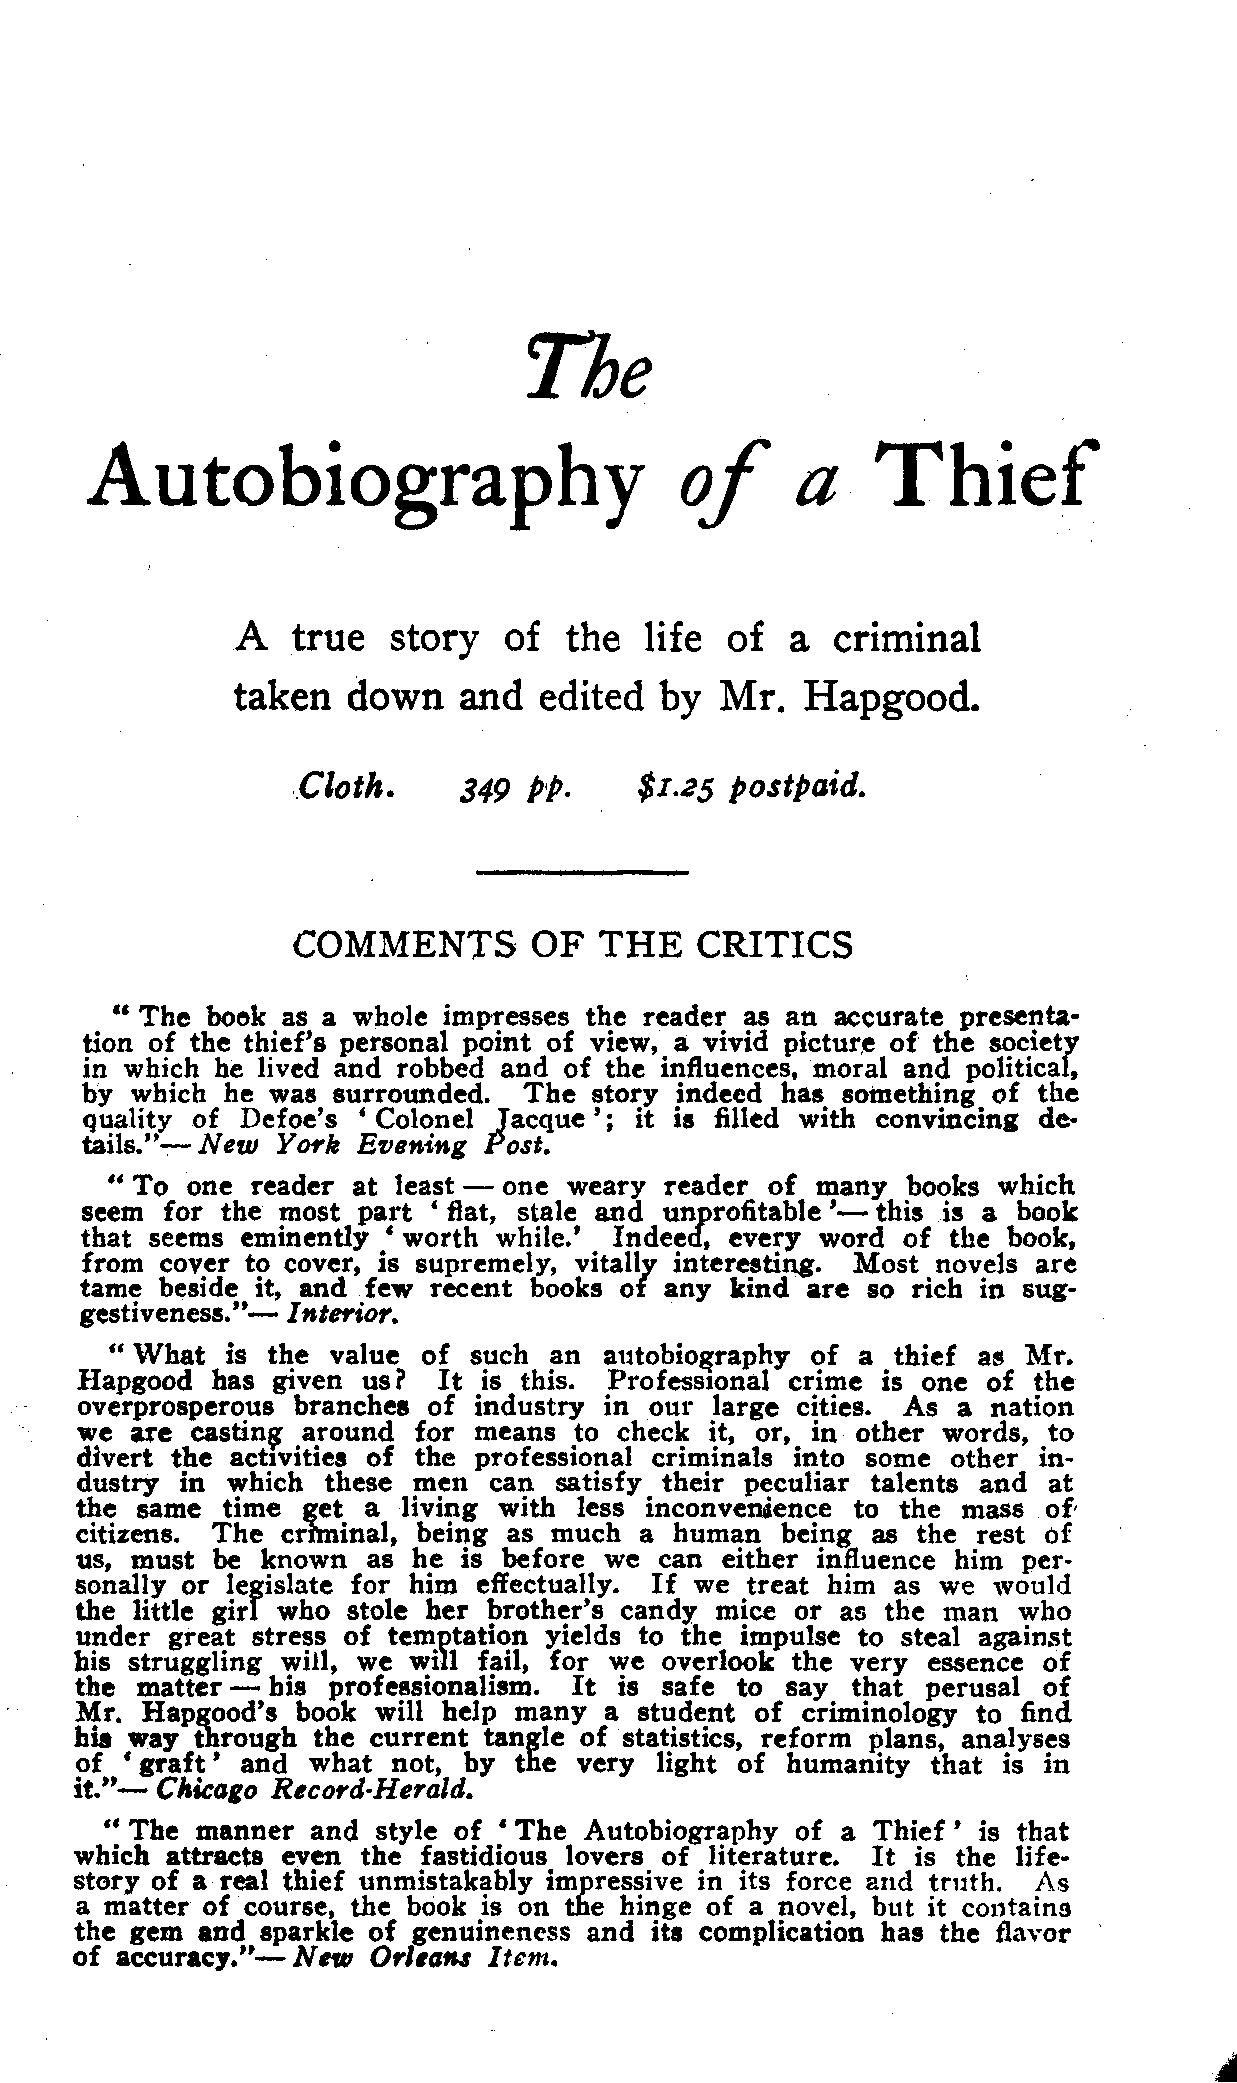 The
Autobiography of a Thief
A true story of the life of a criminal
taken down and edited by Mr. Hapgood.
Cloth. 349 pp. $1.25 postpaid.
COMMENTS OF THE CRITICS
“The book as a whole impresses the reader as an accurate presenta-
tion of the thief's personal point of view, a vivid picture of the society
in which he lived and robbed and of the influences, moral and political,
by which he was surrounded. The story indeed has something of the
quality of Defoe's ‘Colonel Jacque’; it is filled with convincing de-
tails.”— New York Evening Post.
“To one reader at least — one weary reader of many books which
seem for the most part ‘flat, stale and unprofitable’— this is a book
that seems eminently ‘worth while.’ Indeed, every word of the book,
from cover to cover, is supremely, vitally interesting. Most novels are
tame beside it, and few recent books of any kind are so rich in sug-
gestiveness.”— Interior.
“What is the value of such an autobiography of a thief as Mr.
Hapgood has given us? It is this. Professional crime is one of the
overprosperous branches of industry in our large cities. As a nation
we are casting around for means to check it, or, in other words, to
divert the activities of the professional criminals into some other in-
dustry in which these men can satisfy their peculiar talents and at
the same time get a living with less inconvenience to the mass of
citizens. The criminal, being as much a human being as the rest of
us, must be known as he is before we can either influence him per-
sonally or legislate for him effectually. If we treat him as we would
the little girl who stole her brother's candy mice or as the man who
under great stress of temptation yields to the impulse to steal against
his struggling will, we will fail, for we overlook the very essence of
the matter — his professionalism. It is safe to say that perusal of
Mr. Hapgood's book will help many a student of criminology to find
his way through the current tangle of statistics, reform plans, analyses
of ‘graft’ and what not, by the very light of humanity that is in
it.”— Chicago Record-Herald.
“The manner and style of ‘The Autobiography of a Thief’ is that
which attracts even the fastidious lovers of literature. It is the life-
story of a real thief unmistakably impressive in its force and truth. As
a matter of course, the book is on the hinge of a novel, but it contains
the gem and sparkle of genuineness and its complication has the flavor
of accuracy.”— New Orleans Item.